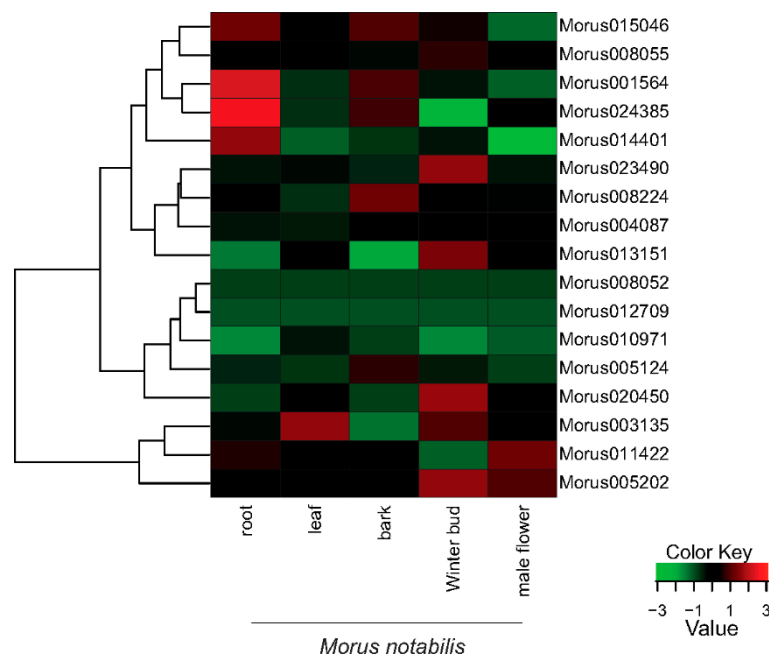 Morus015046
Morus008055
Morus001564
Morus024385
Morus014401
Morus023490
Morus008224
Morus004087
Morus013151
Morus008052
Morus012709
Morus010971
Morus005124
Morus020450
Morus003135
Morus011422
Morus005202
root
leaf
bark
Winter bud
male flower
Morus notabilis
Color Key
−3 −1 1 3
Value